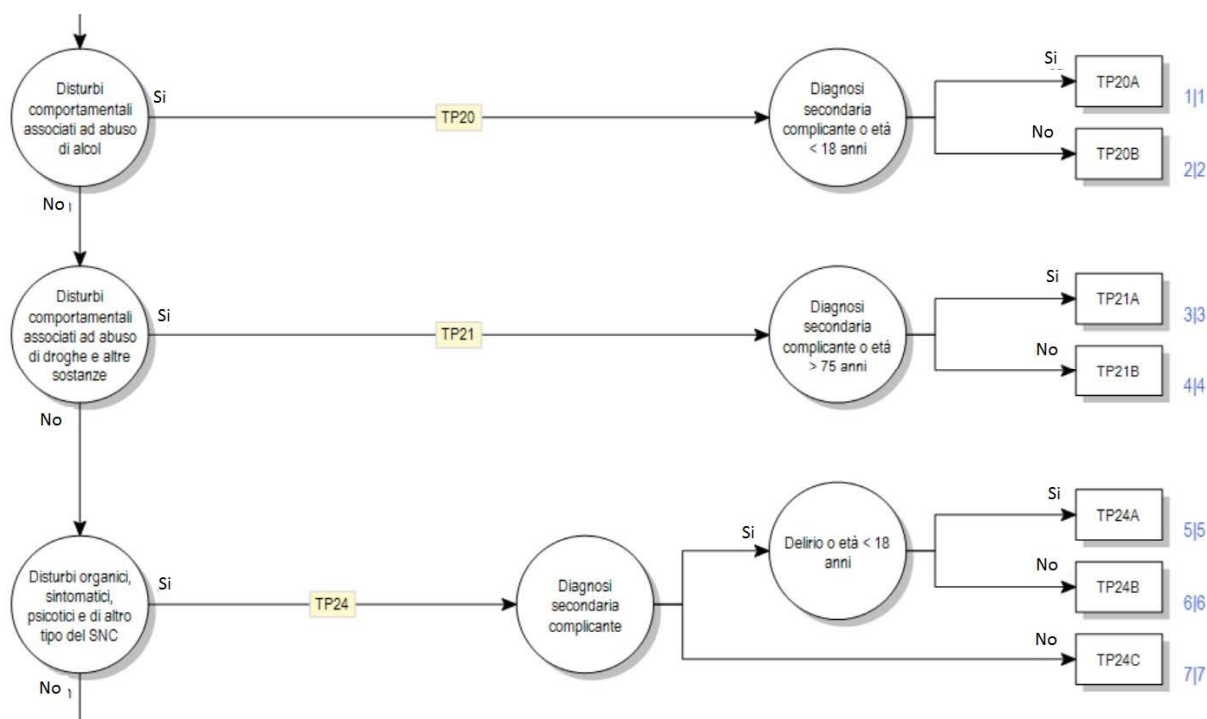 Disturbi
comportamentali
associati ad abuso
di alcol
Si
TP20
Diagnosi
secondaria
complicante o età
< 18 anni
Si
TP20A
1|1
No
TP20B
2|2
No
Disturbi
comportamentali
associati ad abuso
di droghe e altre
sostanze
Si
TP21
Diagnosi
secondaria
complicante o età
> 75 anni
Si
TP21A
3|3
No
TP21B
4|4
No
Disturbi organici,
sintomatici,
psicotici e di altro
tipo del SNC
Si
TP24
Diagnosi
secondaria
complicante
Si
Delirio o età < 18
anni
Si
TP24A
5|5
No
TP24B
6|6
No
TP24C
7|7
No